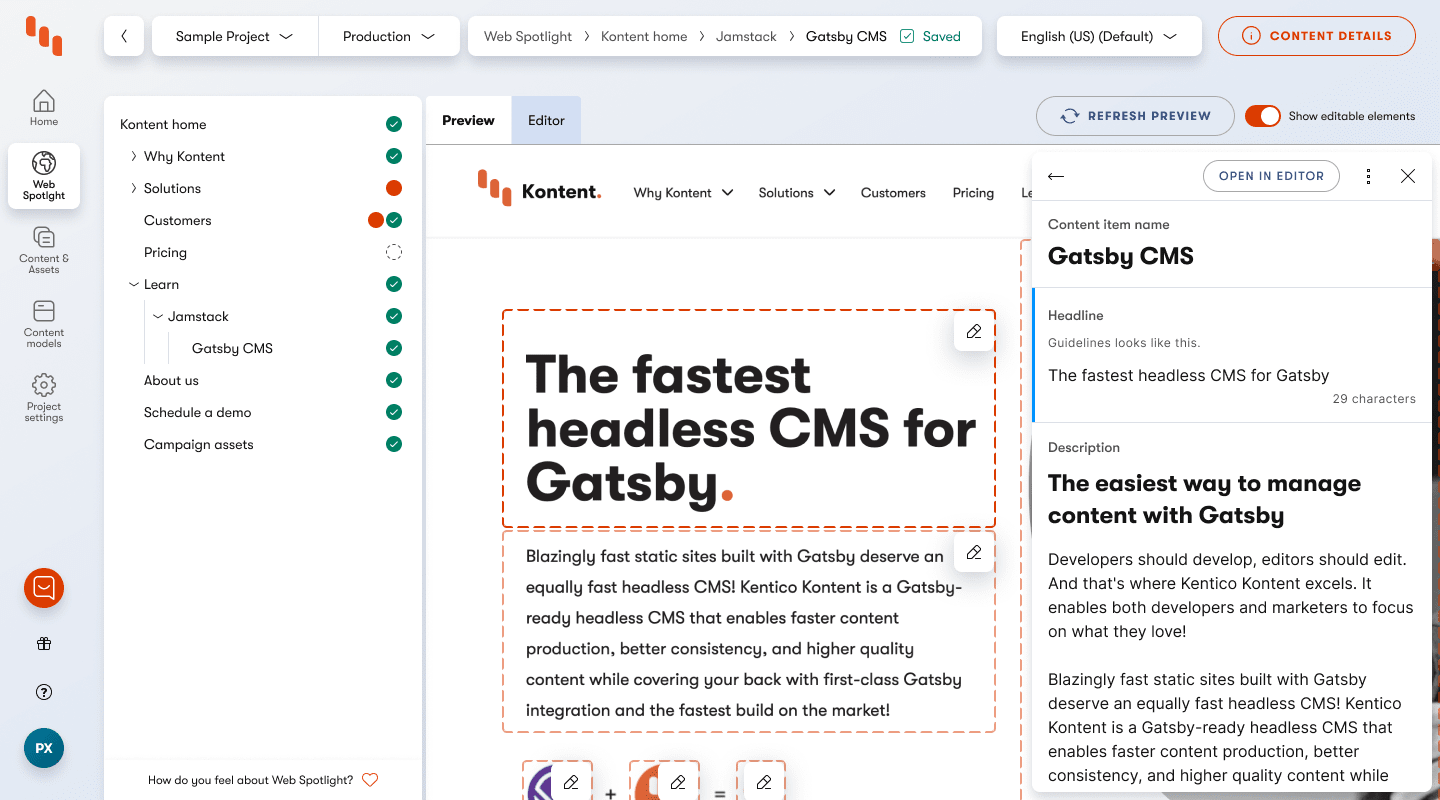 Sample Project
Production
Web Spotlight > Kontent home > Jamstack > Gatsby CMS Saved
English (US) (Default)
CONTENT DETAILS
Home
Web
Spotlight
Content &
Assets
Content
models
Project
settings
PX
Kontent home
Why Kontent
Solutions
Customers
Pricing
Learn
Jamstack
Gatsby CMS
About us
Schedule a demo
Campaign assets
How do you feel about Web Spotlight?
Preview
Editor
REFRESH PREVIEW
Show editable elements
Kontent.
Why Kontent
Solutions
Customers
Pricing
Le
The fastest
headless CMS for
Gatsby.
Blazingly fast static sites built with Gatsby deserve an
equally fast headless CMS! Kentico Kontent is a Gatsby-
ready headless CMS that enables faster content
production, better consistency, and higher quality
content while covering your back with first-class Gatsby
integration and the fastest build on the market!
+ =
OPEN IN EDITOR
Content item name
Gatsby CMS
Headline
Guidelines looks like this.
The fastest headless CMS for Gatsby
29 characters
Description
The easiest way to manage
content with Gatsby
Developers should develop, editors should edit.
And that's where Kentico Kontent excels. It
enables both developers and marketers to focus
on what they love!
Blazingly fast static sites built with Gatsby
deserve an equally fast headless CMS! Kentico
Kontent is a Gatsby-ready headless CMS that
enables faster content production, better
consistency, and higher quality content while